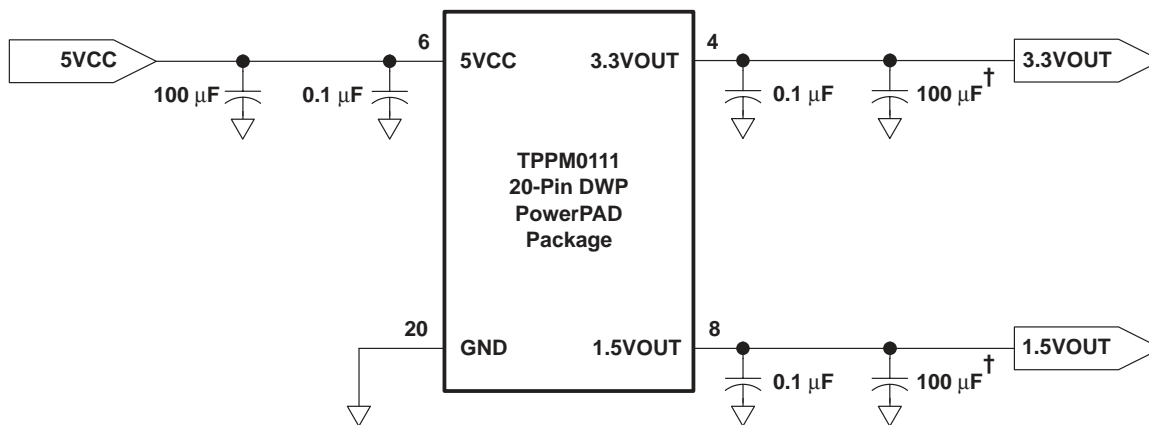 6
4
5VCC
5VCC
3.3VOUT
3.3VOUT
100 μF
0.1 μF
0.1 μF
100 μF†
TPPM0111
20-Pin DWP
PowerPAD
Package
20
8
GND
1.5VOUT
1.5VOUT
0.1 μF
100 μF†